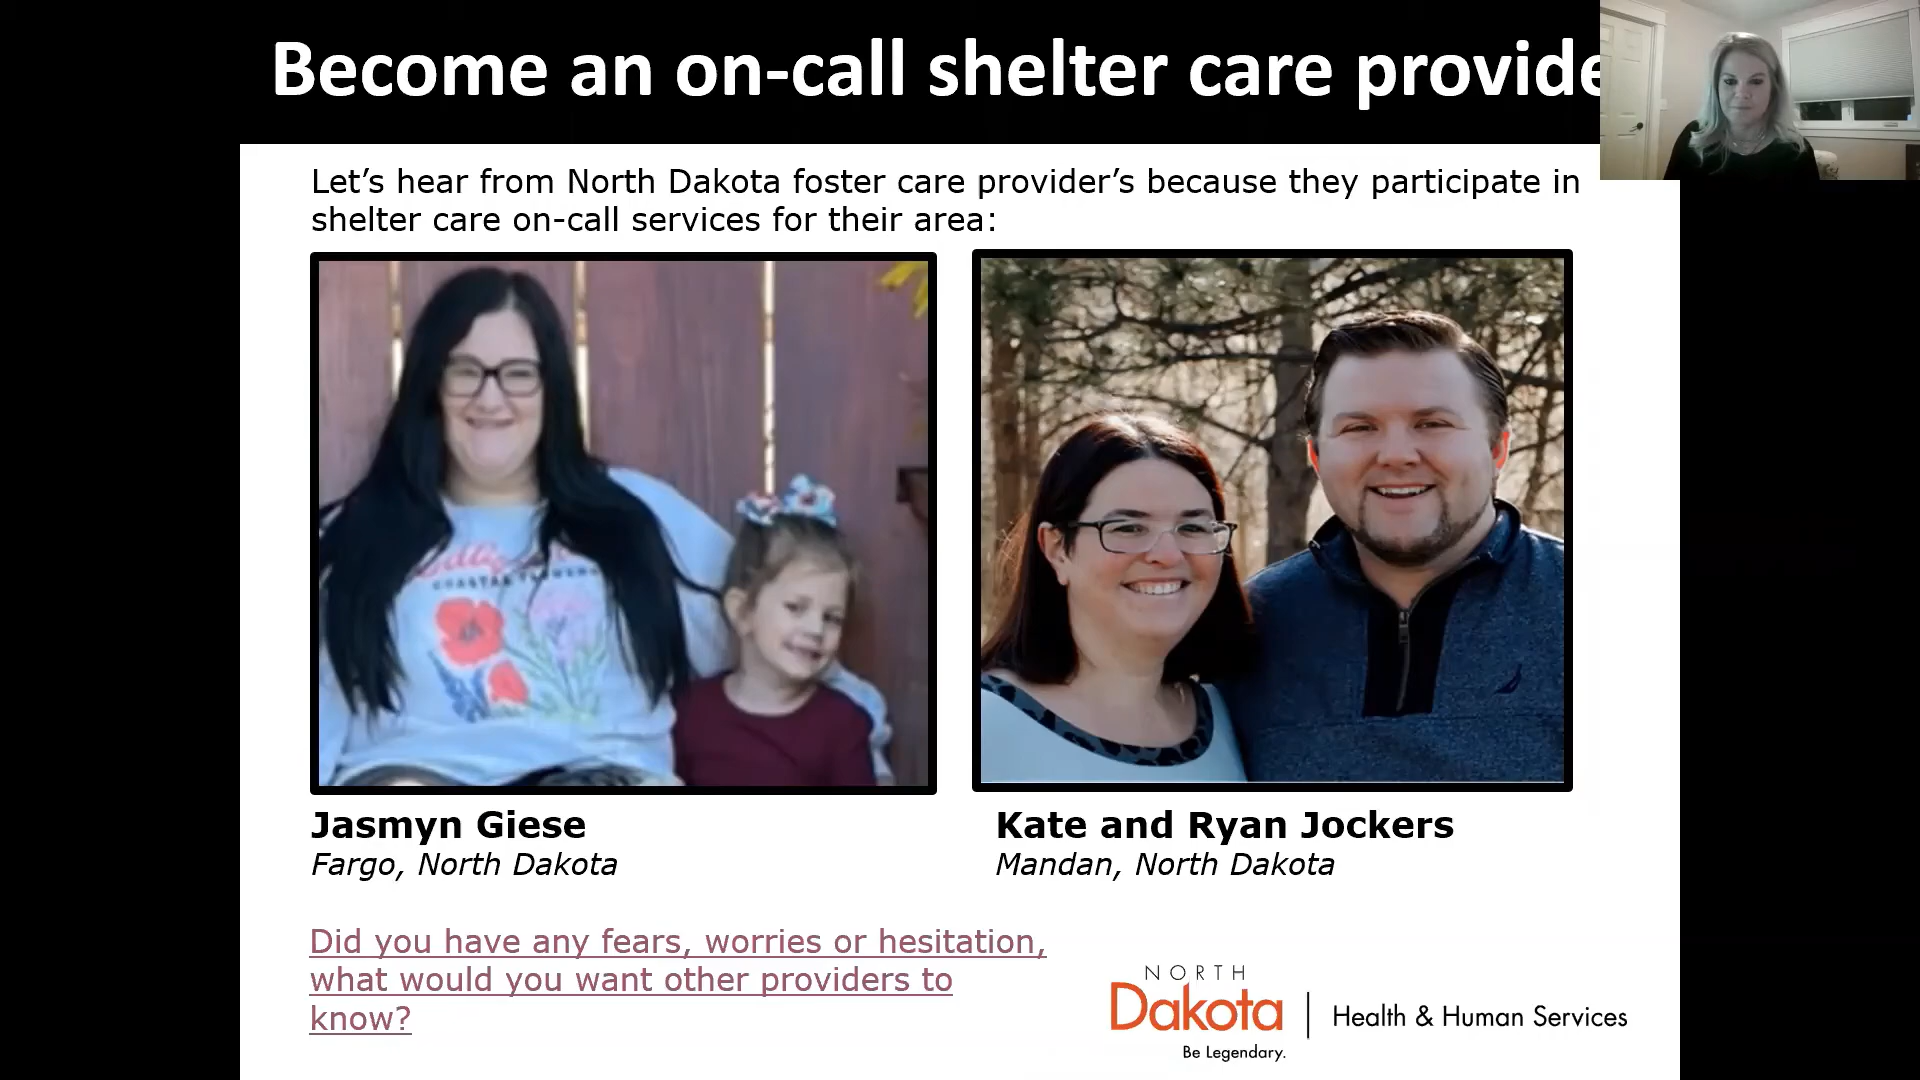 Become an on-call shelter care provide
Let’s hear from North Dakota foster care provider’s because they participate in
shelter care on-call services for their area:
Jasmyn Giese
Fargo, North Dakota
Kate and Ryan Jockers
Mandan, North Dakota
Did you have any fears, worries or hesitation,
what would you want other providers to
know?
NORTH
Dakota
Be Legendary.
Health & Human Services